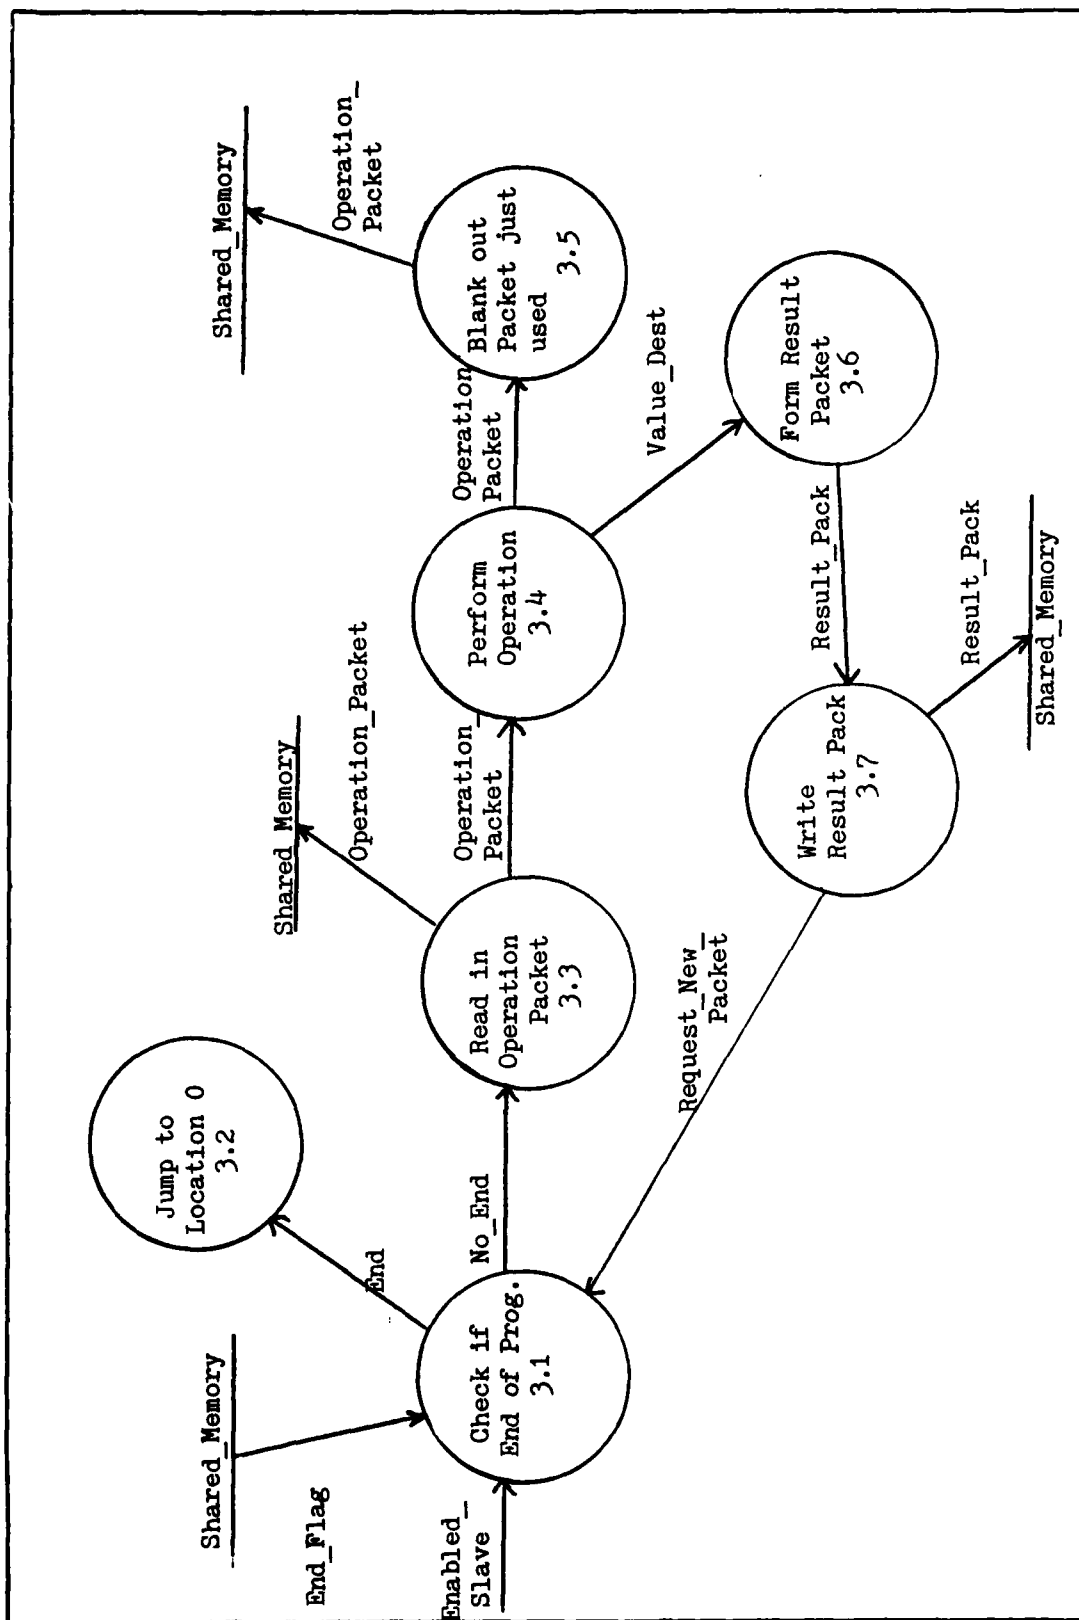 Shared_Memory
End_Flag
Enabled_
Slave
Check if
End of Prog.
3.1
End
No_End
Jump to
Location 0
3.2
Read in
Operation
Packet
3.3
Shared_Memory
Operation_Packet
Operation_
Packet
Perform
Operation
3.4
Operation
Packet
Blank out
Packet just
used
3.5
Shared_Memory
Operation_
Packet
Value_Dest
Form Result
Packet
3.6
Result_Pack
Write
Result Pack
3.7
Result_Pack
Shared_Memory
Request_New_
Packet